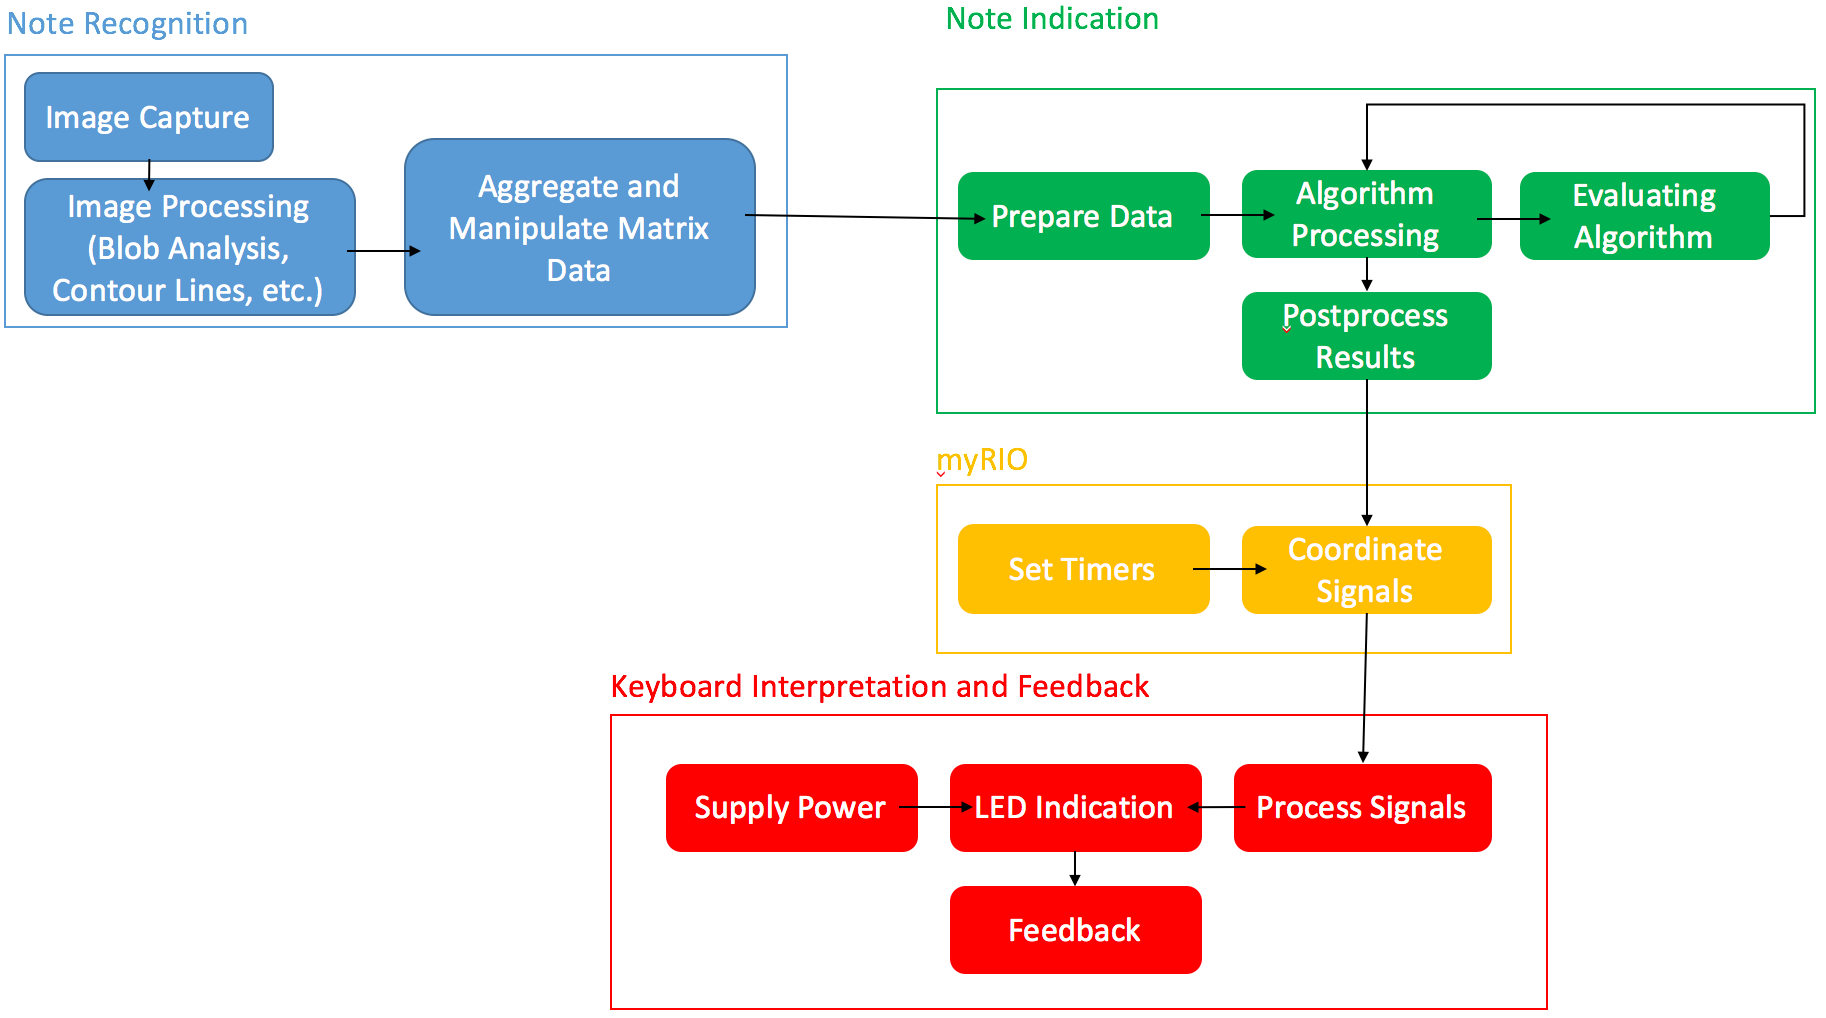 Note Recognition
Image Capture
Image Processing
(Blob Analysis,
Contour Lines, etc.)
Aggregate and
Manipulate Matrix
Data
Note Indication
Prepare Data
Algorithm
Processing
Evaluating
Algorithm
Postprocess
Results
myRIO
Set Timers
Coordinate
Signals
Keyboard Interpretation and Feedback
Supply Power
LED Indication
Process Signals
Feedback